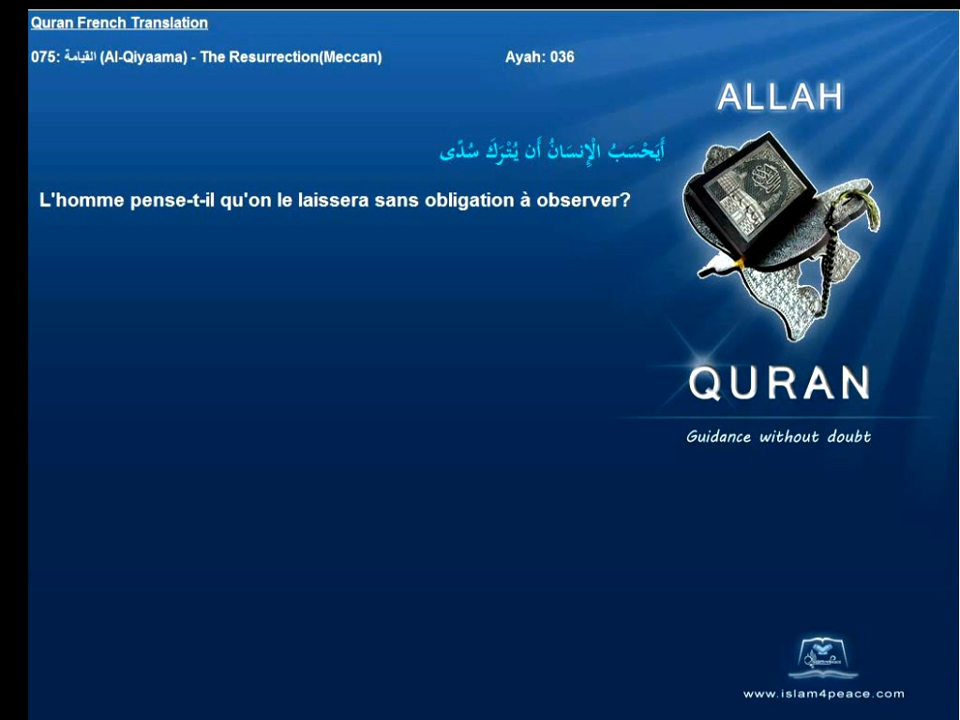 Quran French Translation
075: القيامة (Al-Qiyaama) - The Resurrection(Meccan) Ayah: 036
ALLAH
أَيَحْسَبُ الْإِنسَانُ أَن يُتْرَكَ سُدًى
L'homme pense-t-il qu'on le laissera sans obligation à observer?
QURAN
Guidance without doubt
www.islam4peace.com